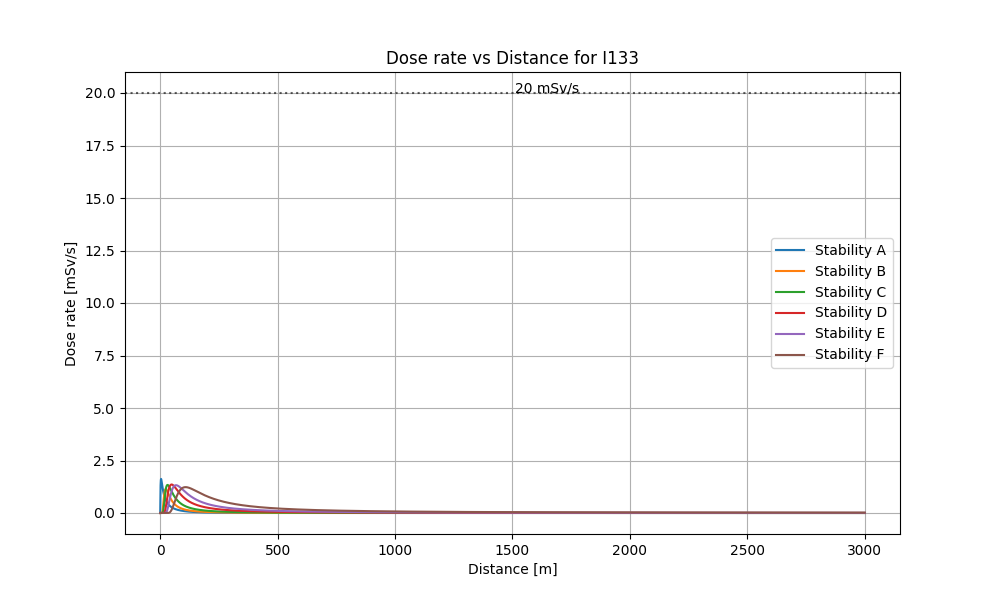 Dose rate vs Distance for I133
20 mSv/s
20.0
17.5
15.0
12.5
10.0
7.5
5.0
2.5
0.0
Dose rate [mSv/s]
Stability A
Stability B
Stability C
Stability D
Stability E
Stability F
0 500 1000 1500 2000 2500 3000
Distance [m]